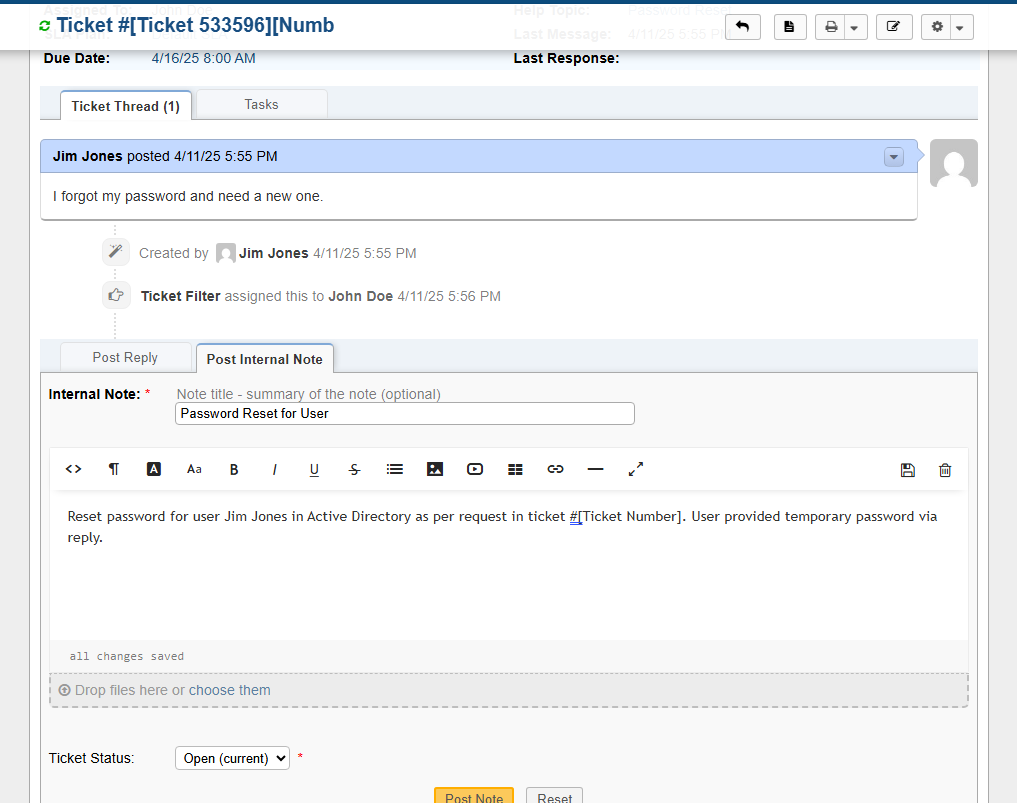 Assigned To: John Doe Help Topic: Password Reset
Ticket #[Ticket 533596][Numb
SLA Plan: Last Message: 4/11/25 5:55 PM
Due Date: 4/16/25 8:00 AM Last Response:
Ticket Thread (1) Tasks
Jim Jones posted 4/11/25 5:55 PM
I forgot my password and need a new one.
Created by Jim Jones 4/11/25 5:55 PM
Ticket Filter assigned this to John Doe 4/11/25 5:56 PM
Post Reply Post Internal Note
Internal Note: * Note title - summary of the note (optional)
Password Reset for User
<> ¶ A Aa B I U S
Reset password for user Jim Jones in Active Directory as per request in ticket #[Ticket Number]. User provided temporary password via
reply.
all changes saved
Drop files here or choose them
Ticket Status: Open (current) *
Post Note Reset